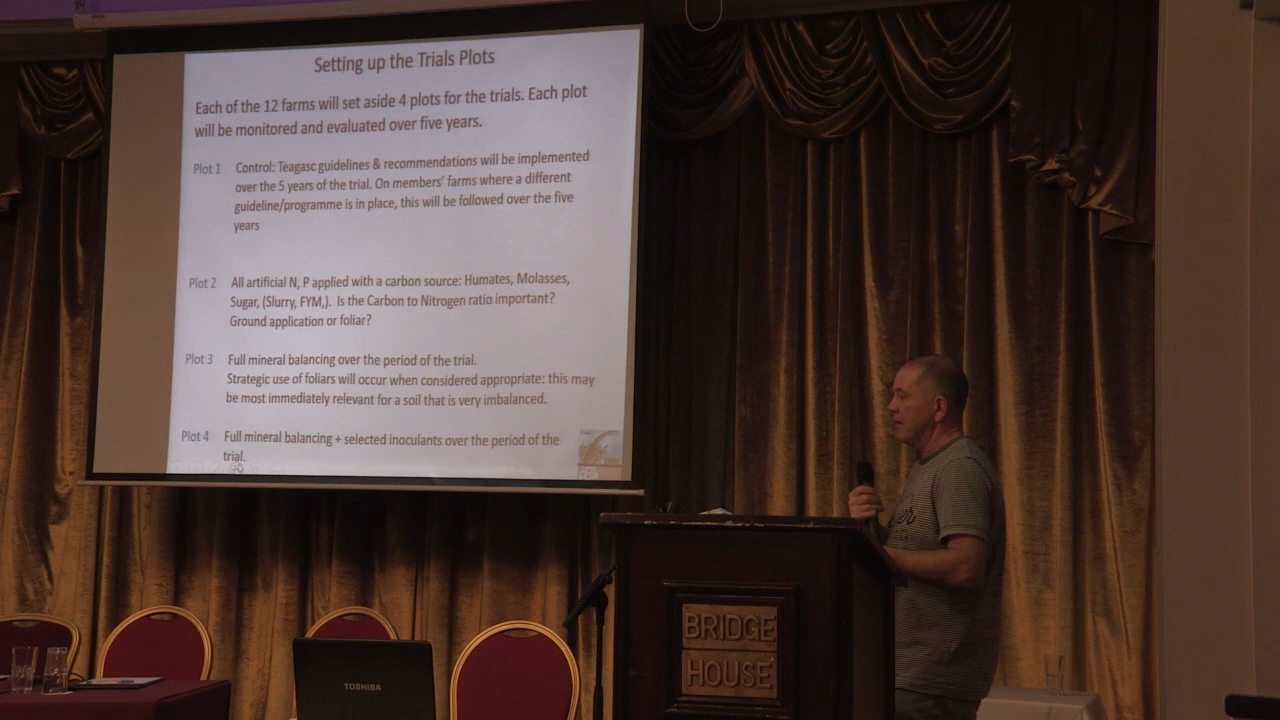 Setting up the Trials Plots
Each of the 12 farms will set aside 4 plots for the trials. Each plot
will be monitored and evaluated over five years.
Plot 1 Control: Teagasc guidelines & recommendations will be implemented
over the 5 years of the trial. On members' farms where a different
guideline/programme is in place, this will be followed over the five
years
Plot 2 All artificial N, P applied with a carbon source: Humates, Molasses,
Sugar, (Slurry, FYM,). Is the Carbon to Nitrogen ratio important?
Ground application or foliar?
Plot 3 Full mineral balancing over the period of the trial.
Strategic use of foliars will occur when considered appropriate: this may
be most immediately relevant for a soil that is very imbalanced.
Plot 4 Full mineral balancing + selected inoculants over the period of the
trial.
BRIDGE
HOUSE
TOSHIBA